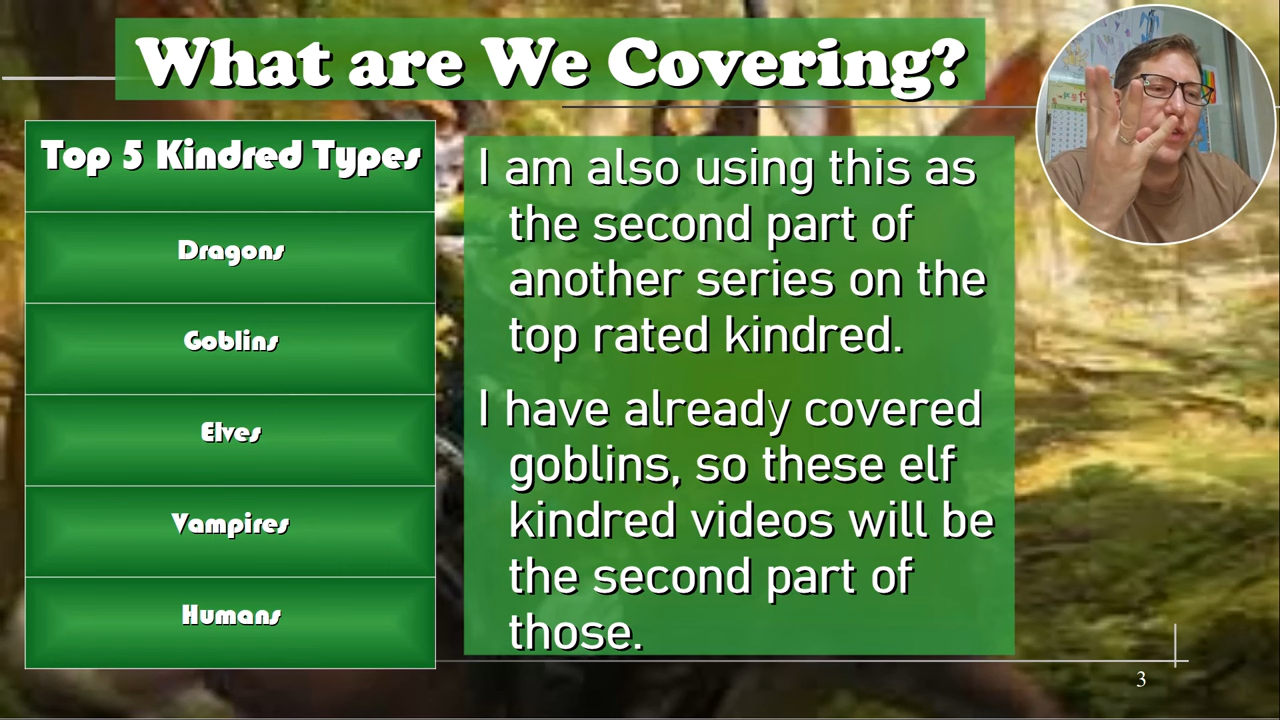 What are We Covering?
Top 5 Kindred Types
Dragons
Goblins
Elves
Vampires
Humans
I am also using this as
the second part of
another series on the
top rated kindred.
I have already covered
goblins, so these elf
kindred videos will be
the second part of
those.
3